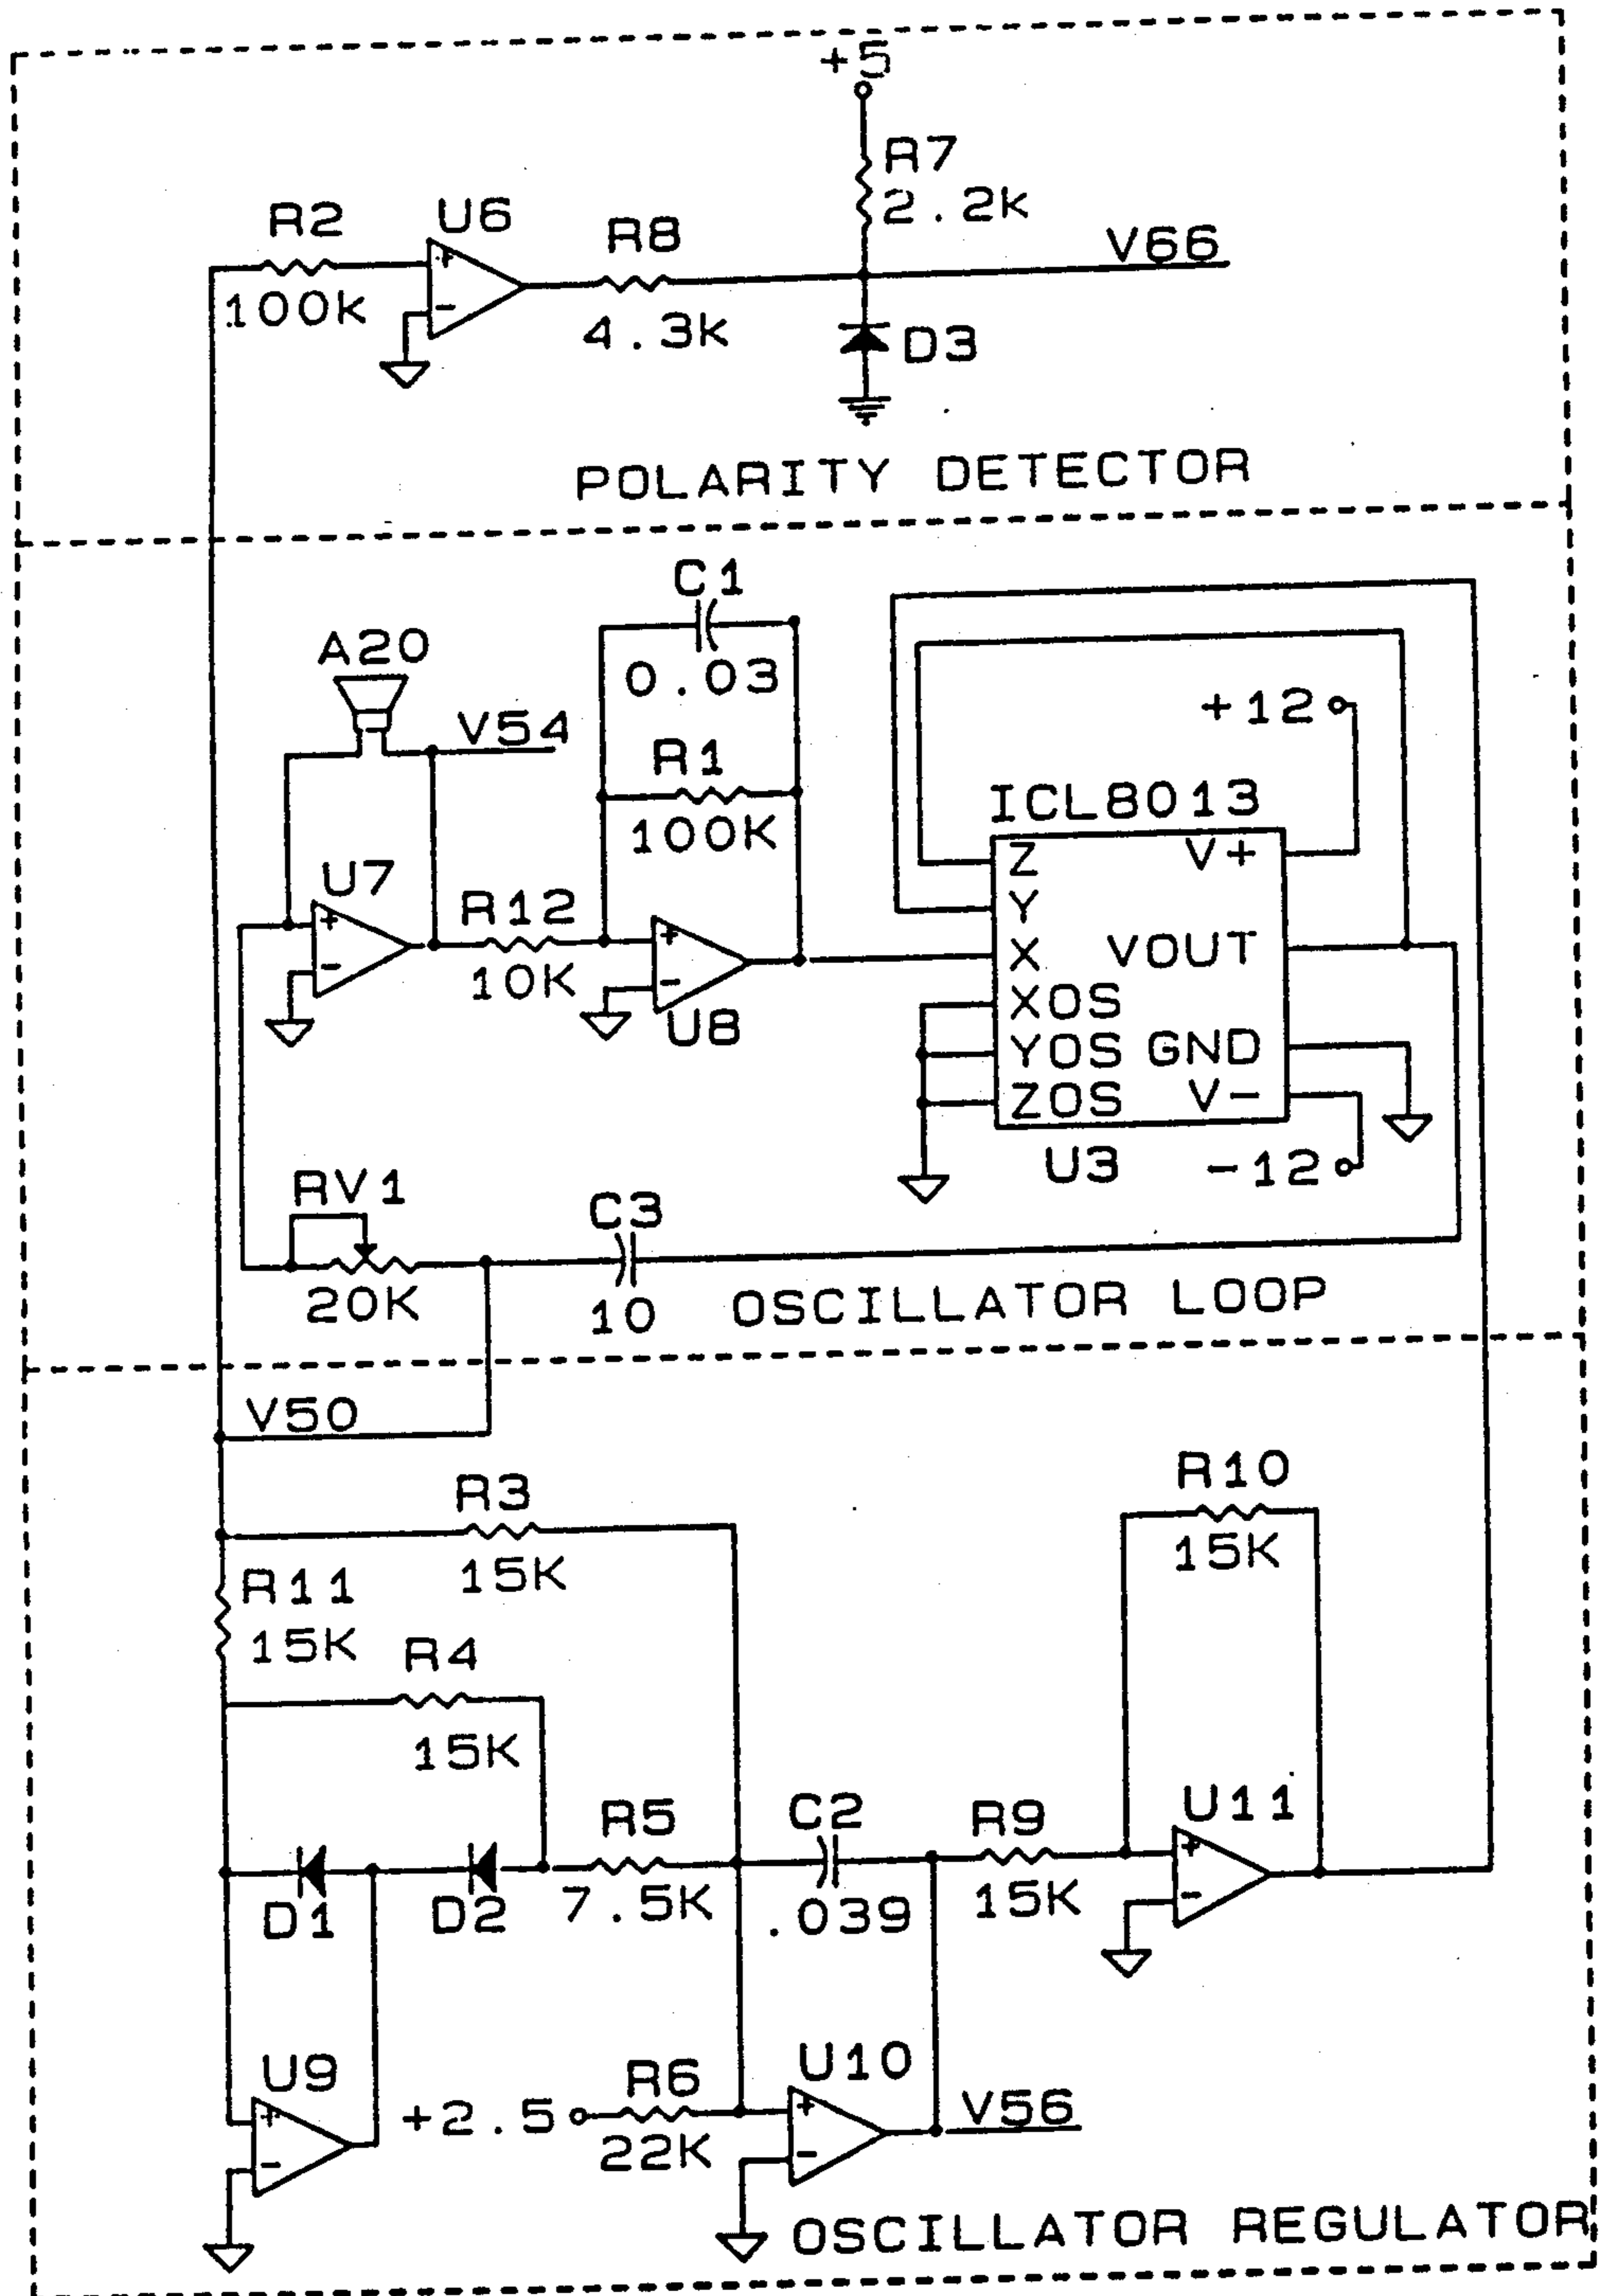 +5
R7
2.2K
R2
U6
R8
V66
+
100K
-
4.3K
D3
POLARITY DETECTOR
C1
0.03
A20
V54
R1
100K
+12
ICL8013
U7
R12
+
-
10K
+
-
U8
Z V+
Y
X VOUT
XOS
YOS GND
ZOS V-
U3
-12
RV1
20K
C3
10
OSCILLATOR LOOP
V50
R3
15K
R10
15K
R11
15K
R4
15K
D1
D2
R5
7.5K
C2
.039
R9
15K
U11
+
-
U9
+
-
+2.5
R6
22K
U10
+
-
V56
OSCILLATOR REGULATOR